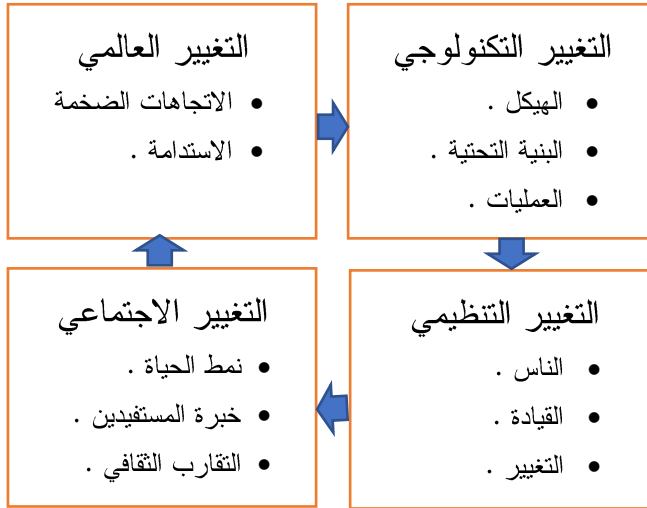 التغيير التكنولوجي
• الهيكل .
• البنية التحتية .
• العمليات .
التغيير العالمي
• الاتجاهات الضخمة
• الاستدامة .
التغيير التنظيمي
• الناس .
• القيادة .
• التغيير .
التغيير الاجتماعي
• نمط الحياة .
• خبرة المستفيدين .
• التقارب الثقافي .